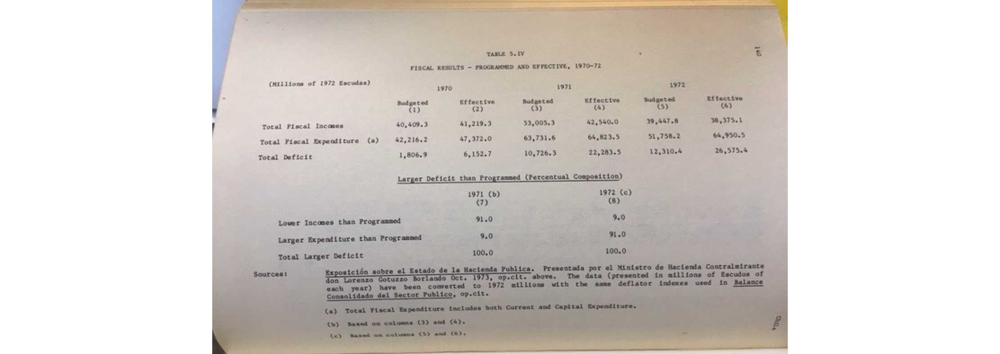 140
TABLE 5.IV
FISCAL RESULTS - PROGRAMMED AND EFFECTIVE, 1970-72
(Millions of 1972 Escudas)
1970 1971 1972
Budgeted Effective Budgeted Effective Budgeted Effective
(1) (2) (3) (4) (5) (6)
Total Fiscal Incomes 40,409.3 41,219.3 53,005.3 42,540.0 39,447.8 38,375.1
Total Fiscal Expenditure (a) 42,216.2 47,372.0 63,731.6 64,823.5 51,758.2 64,950.5
Total Deficit 1,806.9 6,152.7 10,726.3 22,283.5 12,310.4 26,575.4
Larger Deficit than Programmed (Percentual Composition)
1971 (b) 1972 (c)
(7) (8)
Lower Incomes than Programmed 91.0 9.0
Larger Expenditure than Programmed 9.0 91.0
Total Larger Deficit 100.0 100.0
Sources: Exposición sobre el Estado de la Hacienda Publica. Presentada por el Ministro de Hacienda Contralmirante
don Lorenzo Gotuzzo Borlando Oct. 1973, op.cit. above. The data (presented in millions of Escudos of
each year) have been converted to 1972 millions with the same deflator indexes used in Balance
Consolidado del Sector Publico, op.cit.
(a) Total Fiscal Expenditure includes both Current and Capital Expenditure.
(b) Based on columns (3) and (4).
(c) Based on columns (5) and (6).